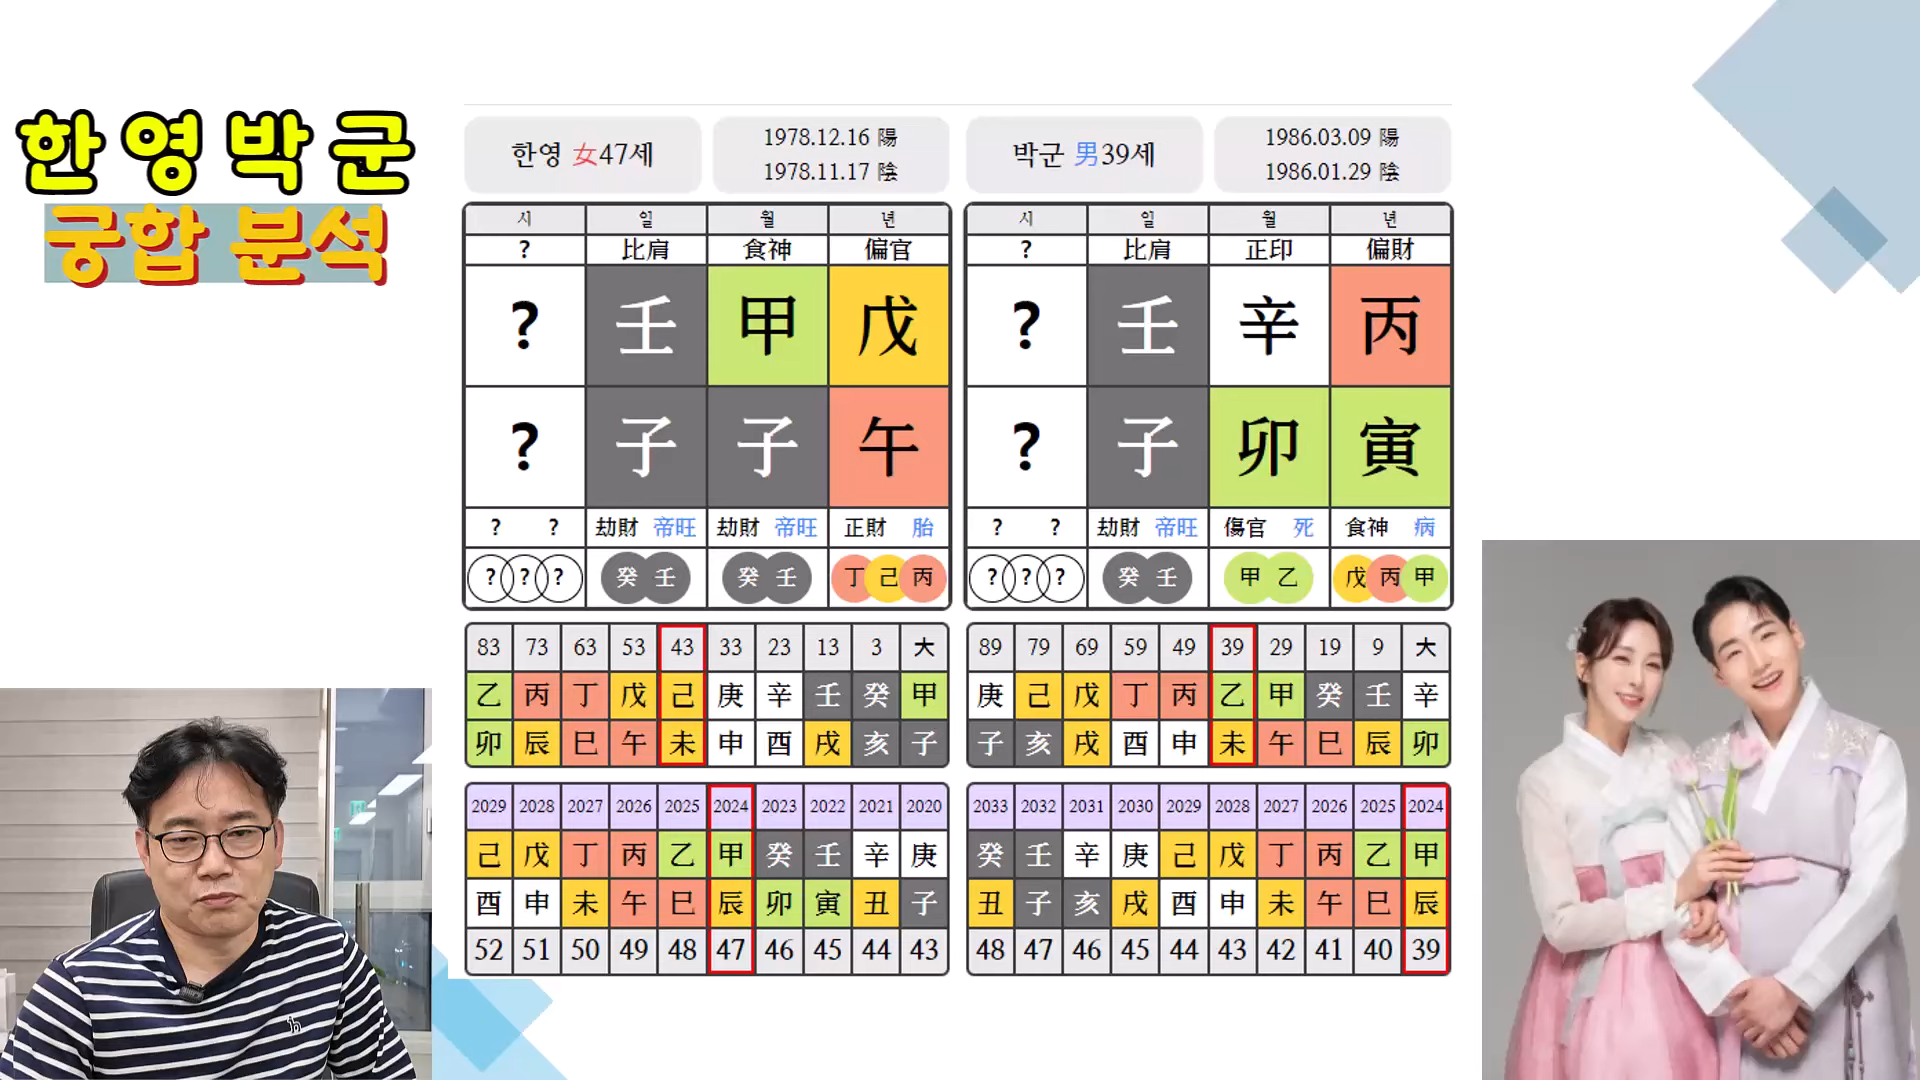 한영박군
궁합 분석
한영 女47세
1978.12.16 陽
1978.11.17 陰
시 일 월 년
? 比肩 食神 偏官
? 壬 甲 戊
? 子 子 午
? ? 劫財 帝旺 劫財 帝旺 正財 胎
? ? ? 癸 壬 癸 壬 丁 己 丙
83 73 63 53 43 33 23 13 3 大
乙 丙 丁 戊 己 庚 辛 壬 癸 甲
卯 辰 巳 午 未 申 酉 戌 亥 子
2029 2028 2027 2026 2025 2024 2023 2022 2021 2020
己 戊 丁 丙 乙 甲 癸 壬 辛 庚
酉 申 未 午 巳 辰 卯 寅 丑 子
52 51 50 49 48 47 46 45 44 43
박군 男39세
1986.03.09 陽
1986.01.29 陰
시 일 월 년
? 比肩 正印 偏財
? 壬 辛 丙
? 子 卯 寅
? ? 劫財 帝旺 傷官 死 食神 病
? ? ? 癸 壬 甲 乙 戊 丙 甲
89 79 69 59 49 39 29 19 9 大
庚 己 戊 丁 丙 乙 甲 癸 壬 辛
子 亥 戌 酉 申 未 午 巳 辰 卯
2033 2032 2031 2030 2029 2028 2027 2026 2025 2024
癸 壬 辛 庚 己 戊 丁 丙 乙 甲
丑 子 亥 戌 酉 申 未 午 巳 辰
48 47 46 45 44 43 42 41 40 39